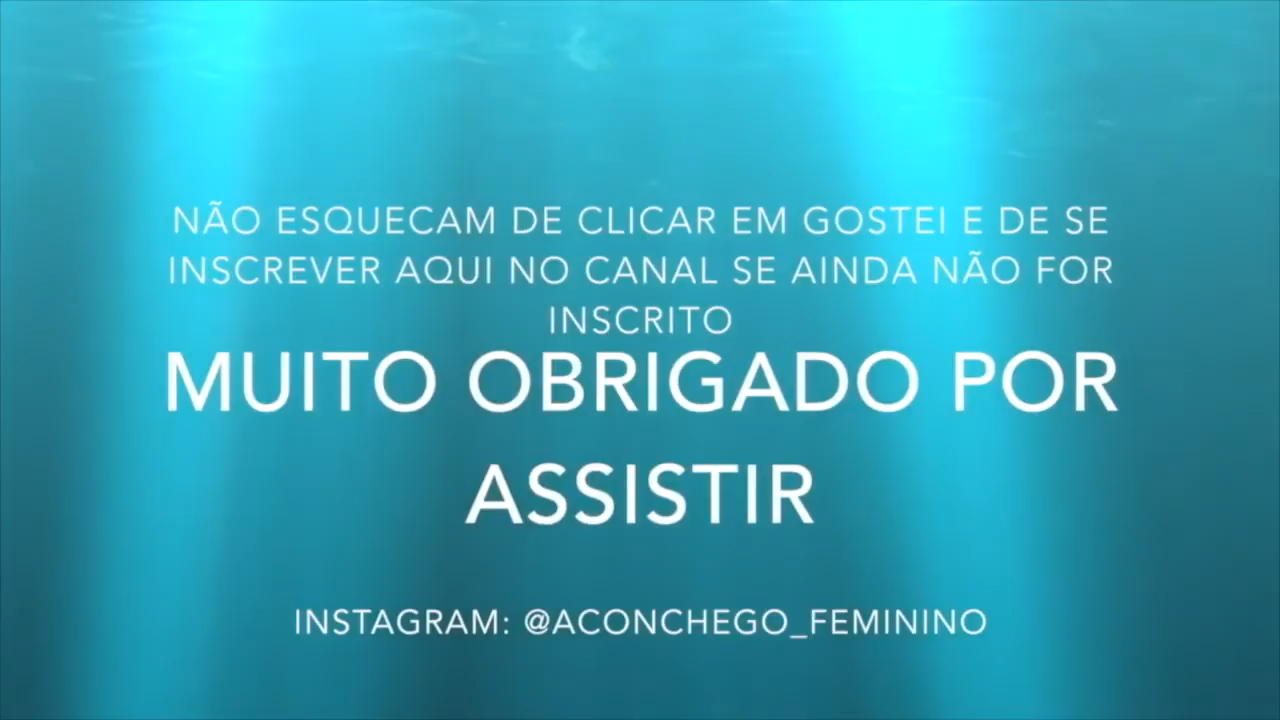 NÃO ESQUECAM DE CLICAR EM GOSTEI E DE SE
INSCREVER AQUI NO CANAL SE AINDA NÃO FOR
INSCRITO
MUITO OBRIGADO POR
ASSISTIR
INSTAGRAM: @ACONCHEGO_FEMININO